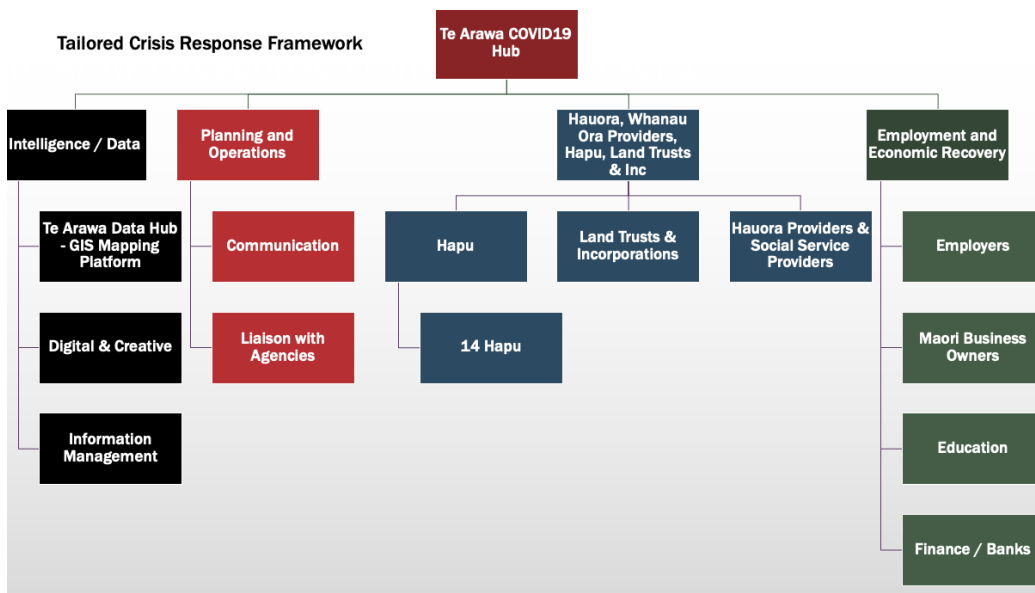 Tailored Crisis Response Framework
Te Arawa COVID19
Hub
Intelligence / Data
Planning and
Operations
Hauora, Whanau
Ora Providers,
Hapu, Land Trusts
& Inc
Employment and
Economic Recovery
Te Arawa Data Hub
- GIS Mapping
Platform
Communication
Hapu
Land Trusts &
Incorporations
Hauora Providers &
Social Service
Providers
Employers
Digital & Creative
Liaison with
Agencies
14 Hapu
Maori Business
Owners
Information
Management
Education
Finance / Banks